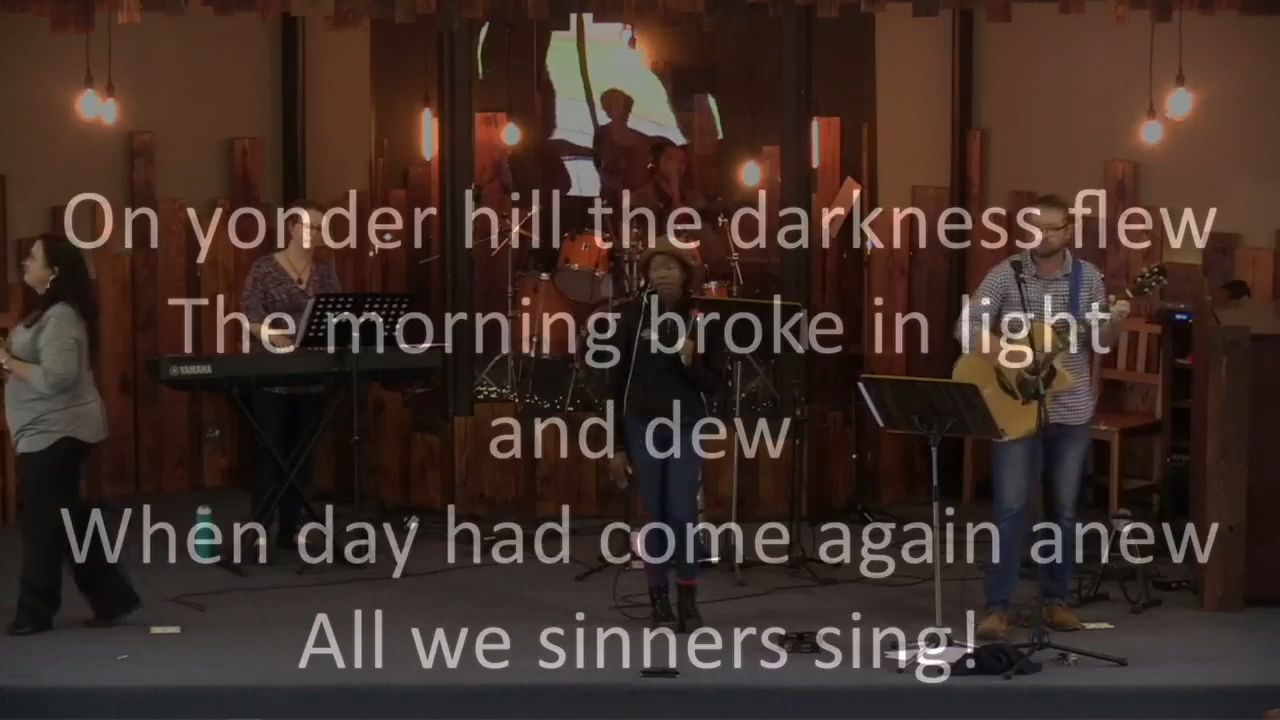 On yonder hill the darkness flew
The morning broke in light
and dew
When day had come again anew
All we sinners sing!
YAMAHA